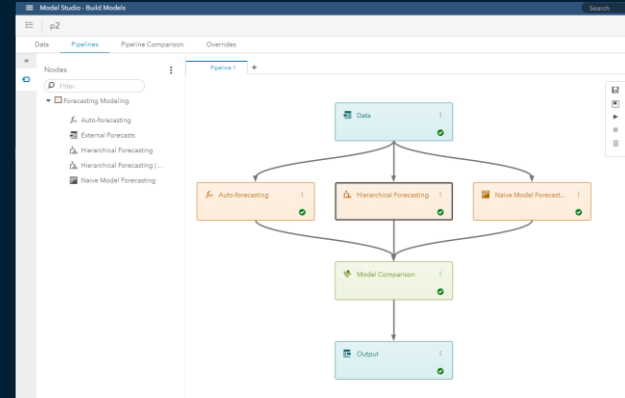 Model Studio - Build Models
Search
p2
Data
Pipelines
Pipeline Comparison
Overrides
Nodes
Filter
Forecasting Modeling
Auto-forecasting
External Forecasts
Hierarchical Forecasting
Hierarchical Forecasting (...
Naive Model Forecasting
Pipeline 1
Data
Auto-forecasting
Hierarchical Forecasting
Naive Model Forecast...
Model Comparison
Output